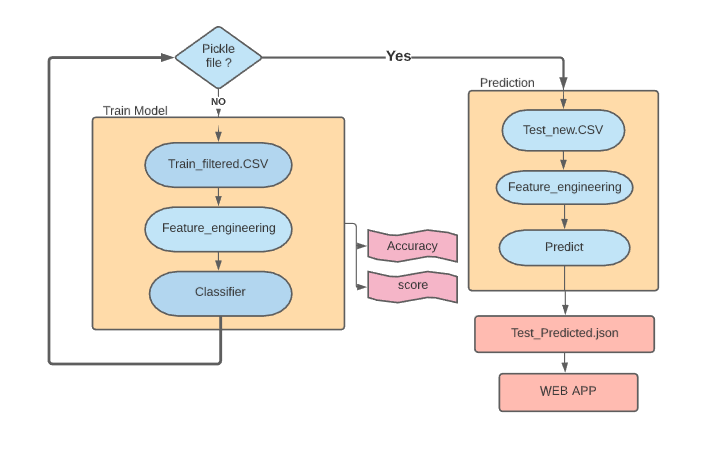 Pickle
file ?
Yes
NO
Train Model
Train_filtered.CSV
Feature_engineering
Classifier
Accuracy
score
Prediction
Test_new.CSV
Feature_engineering
Predict
Test_Predicted.json
WEB APP